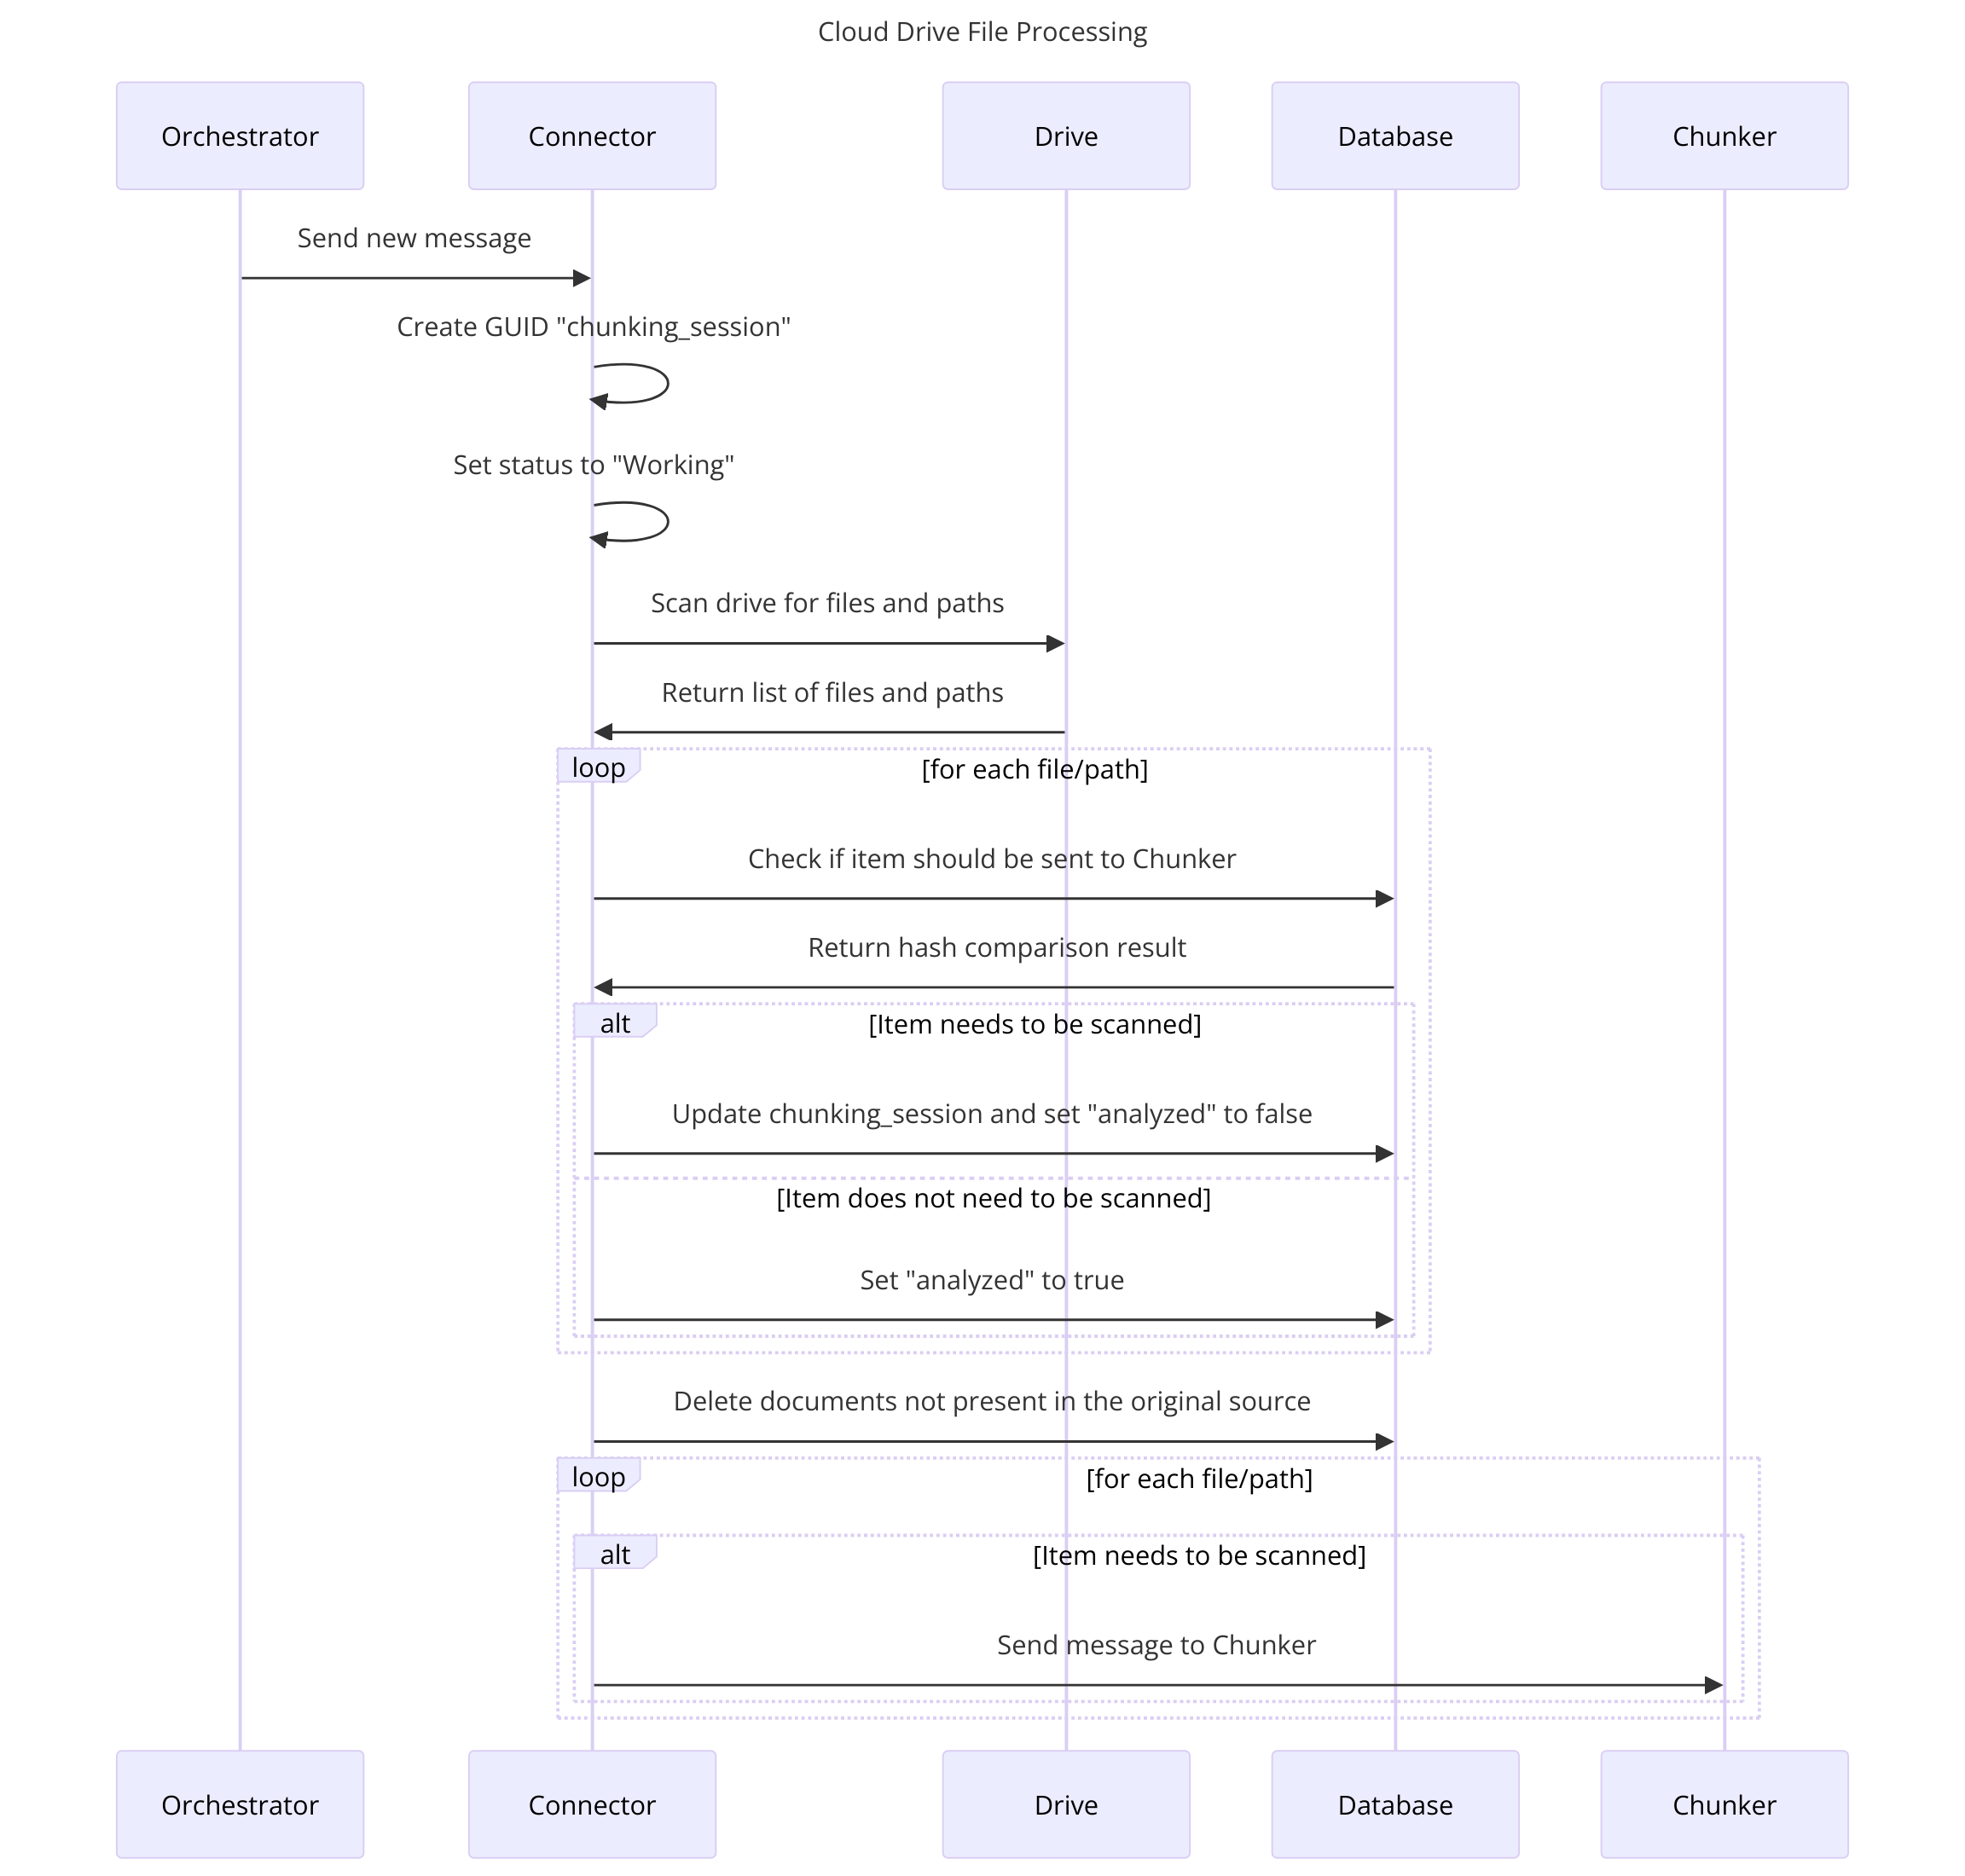 Cloud Drive File Processing
Orchestrator
Connector
Drive
Database
Chunker
Send new message
Create GUID "chunking_session"
Set status to "Working"
Scan drive for files and paths
Return list of files and paths
loop
[for each file/path]
Check if item should be sent to Chunker
Return hash comparison result
alt
[Item needs to be scanned]
Update chunking_session and set "analyzed" to false
[Item does not need to be scanned]
Set "analyzed" to true
Delete documents not present in the original source
loop
[for each file/path]
alt
[Item needs to be scanned]
Send message to Chunker
Orchestrator
Connector
Drive
Database
Chunker